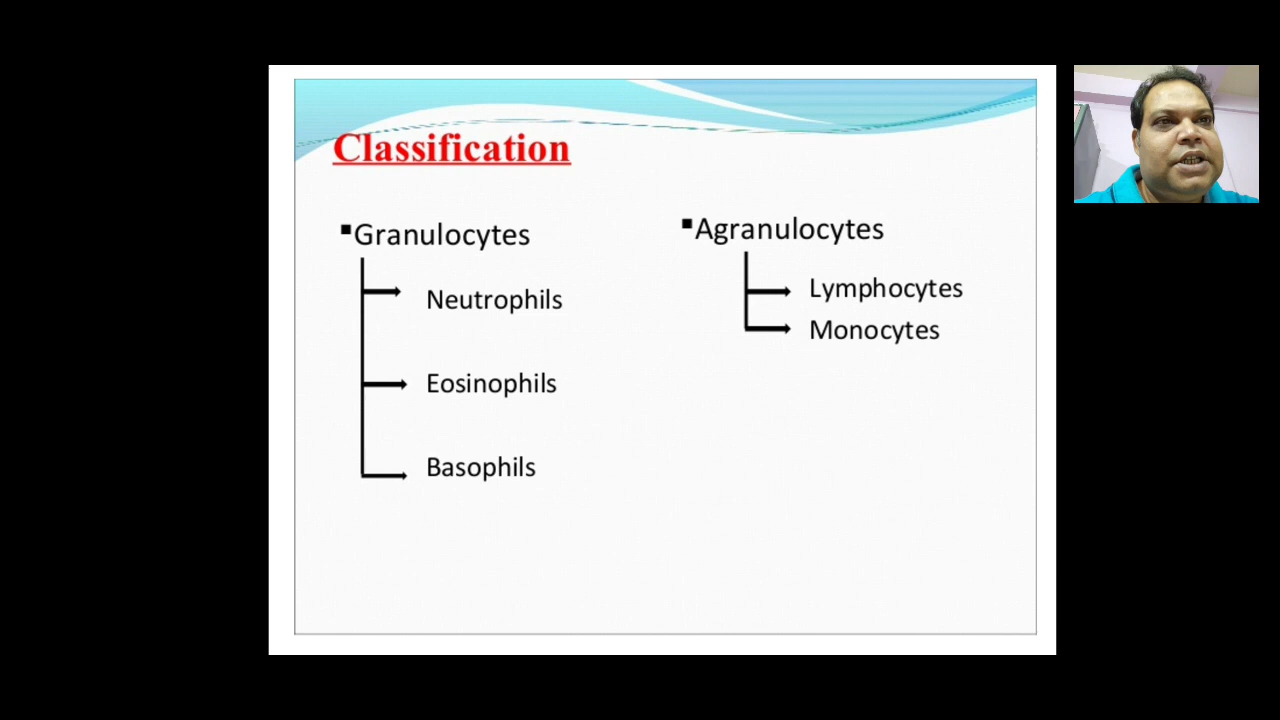 Classification
▪Granulocytes
Neutrophils
Eosinophils
Basophils
▪Agranulocytes
Lymphocytes
Monocytes